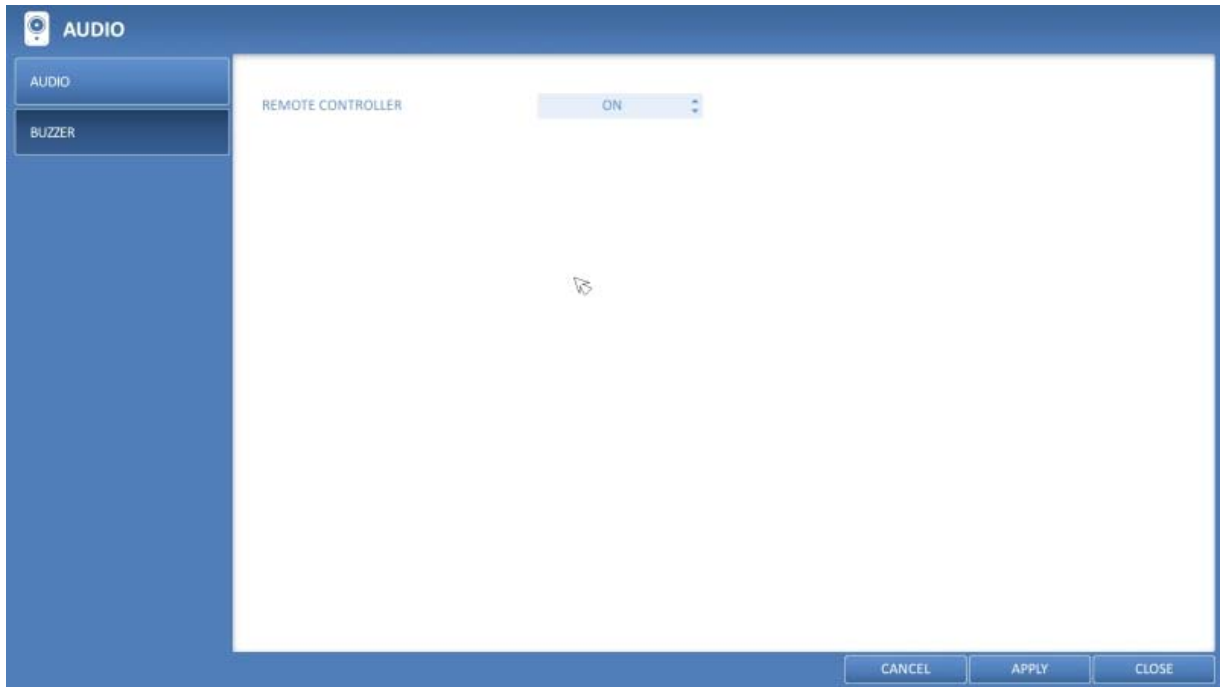 AUDIO
AUDIO
BUZZER
REMOTE CONTROLLER ON
CANCEL APPLY CLOSE